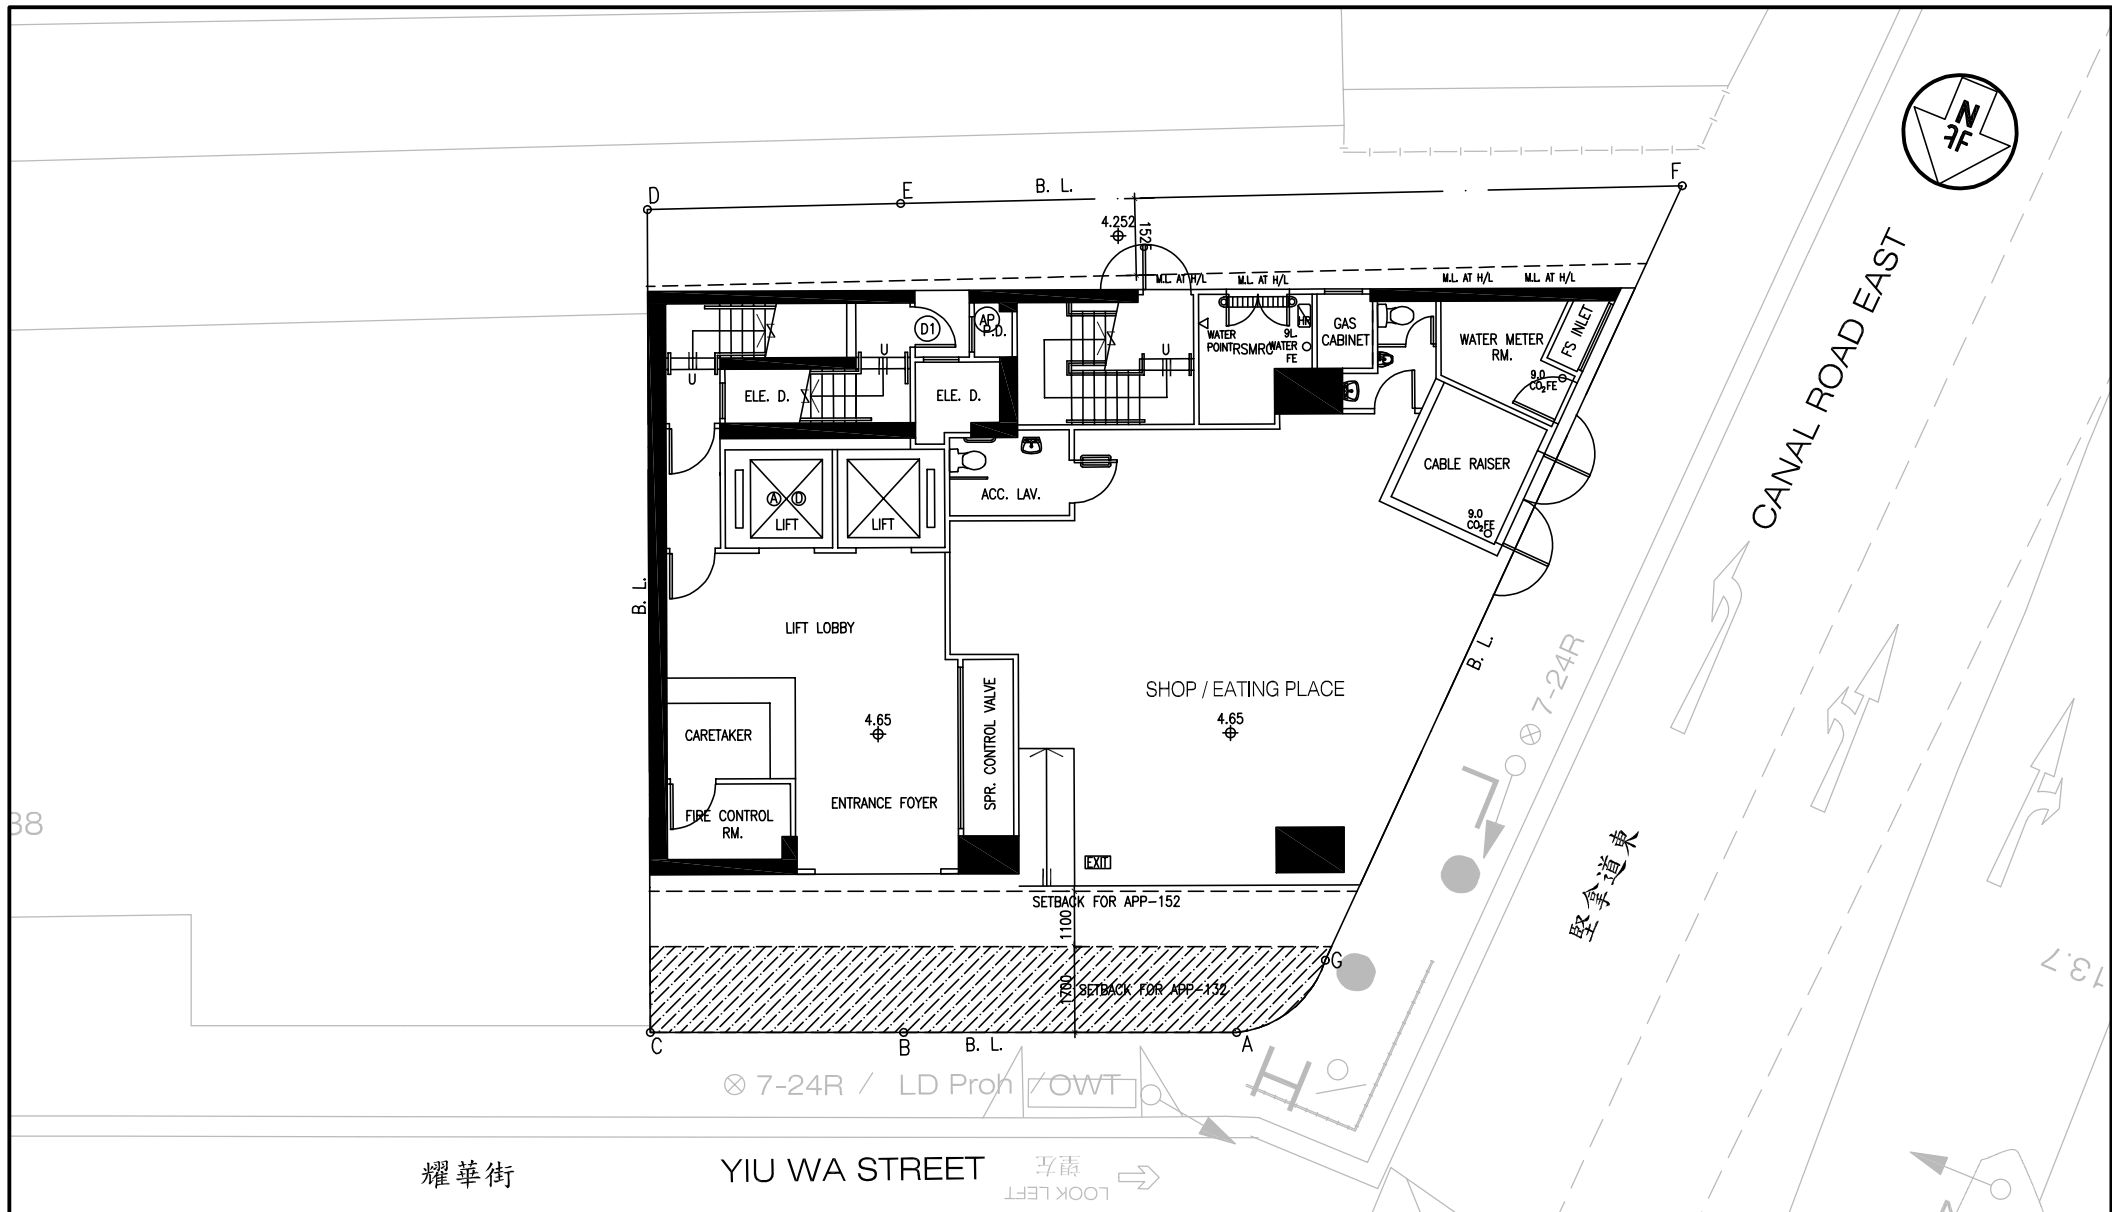 N
F
D
E
B. L.
4.252
1525
M.L. AT H/L
M.L. AT H/L
M.L. AT H/L
M.L. AT H/L
CANAL ROAD EAST
D1
AP
P.D.
U
U
U
ELE. D.
ELE. D.
WATER
POINT
RSMRC
9L.
WATER
FE
HR
GAS
CABINET
WATER METER
RM.
FS INLET
9.0
CO2FE
CABLE RAISER
9.0
CO2FE
A
D
LIFT
LIFT
ACC. LAV.
B. L.
LIFT LOBBY
B. L.
7-24R
SHOP / EATING PLACE
4.65
4.65
CARETAKER
SPR. CONTROL VALVE
ENTRANCE FOYER
FIRE CONTROL
RM.
38
EXIT
堅拿道東
SETBACK FOR APP-152
1100
G
1700
SETBACK FOR APP-132
13.7
C
B
B. L.
A
7-24R / LD Proh / OWT
耀華街
YIU WA STREET
望左
LOOK LEFT